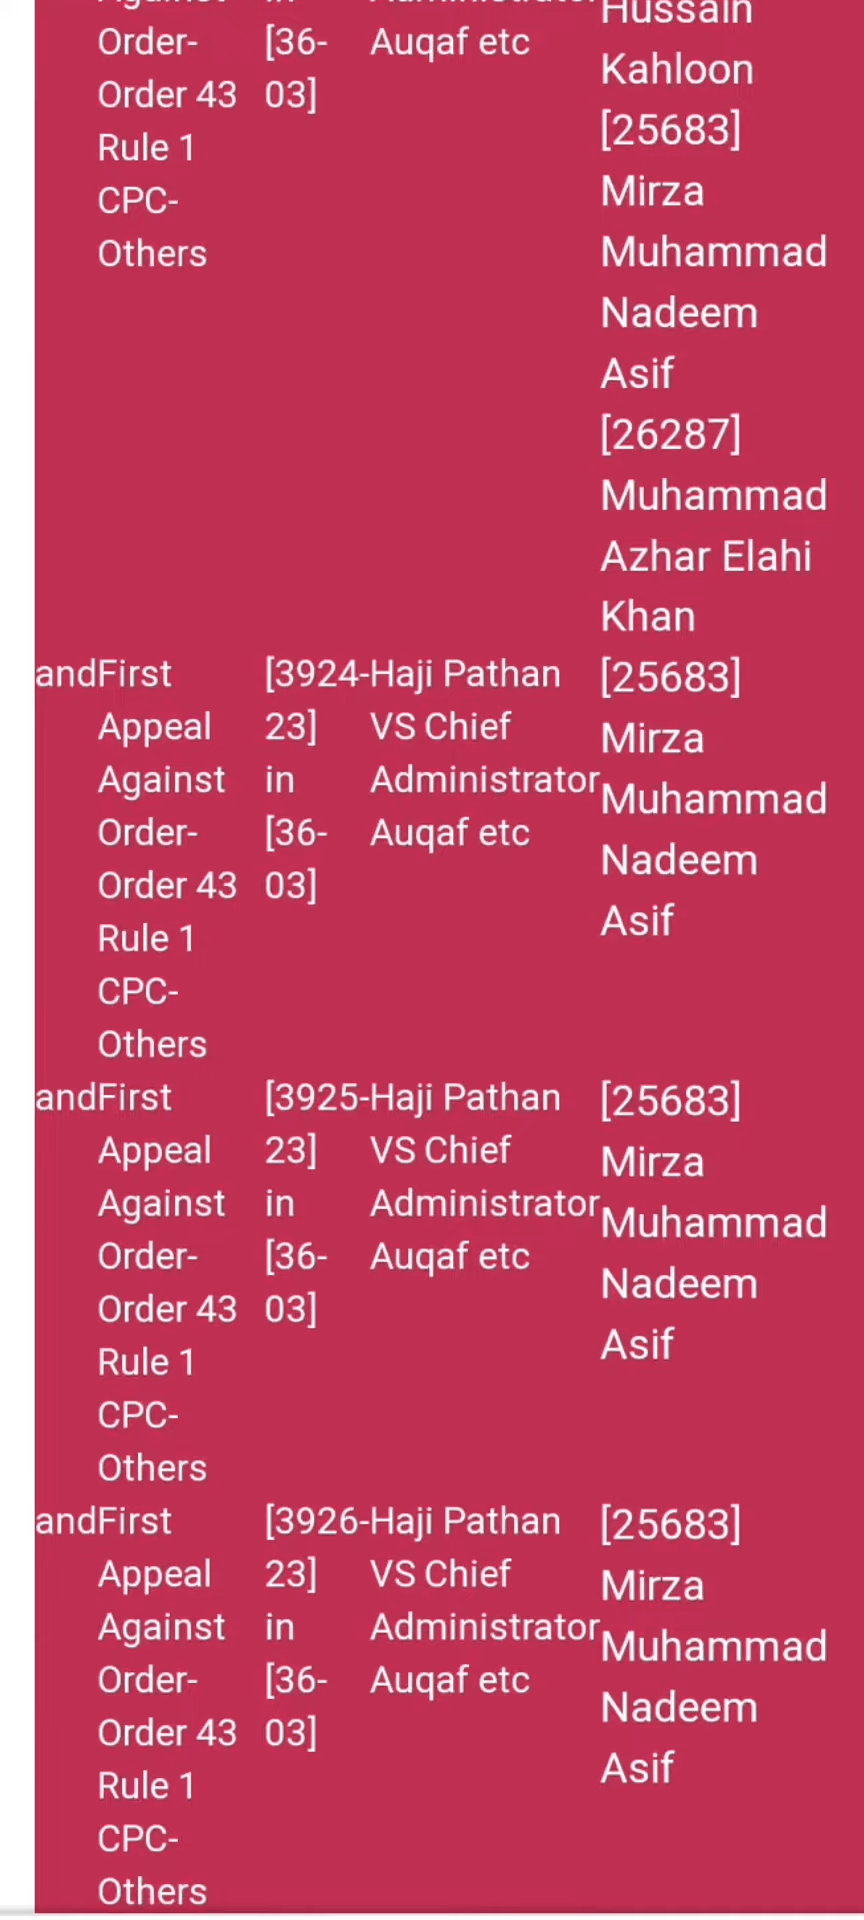 Against in Administrator Hussain
Order- [36- Auqaf etc
Kahloon
Order 43 03]
[25683]
Rule 1
Mirza
CPC-
Muhammad
Others
Nadeem
Asif
[26287]
Muhammad
Azhar Elahi
Khan
andFirst [3924-Haji Pathan [25683]
Appeal 23] VS Chief Mirza
Against in Administrator Muhammad
Order- [36- Auqaf etc Nadeem
Order 43 03]
Asif
Rule 1
CPC-
Others
andFirst [3925-Haji Pathan [25683]
Appeal 23] VS Chief Mirza
Against in Administrator Muhammad
Order- [36- Auqaf etc Nadeem
Order 43 03]
Asif
Rule 1
CPC-
Others
andFirst [3926-Haji Pathan [25683]
Appeal 23] VS Chief Mirza
Against in Administrator Muhammad
Order- [36- Auqaf etc Nadeem
Order 43 03]
Asif
Rule 1
CPC-
Others